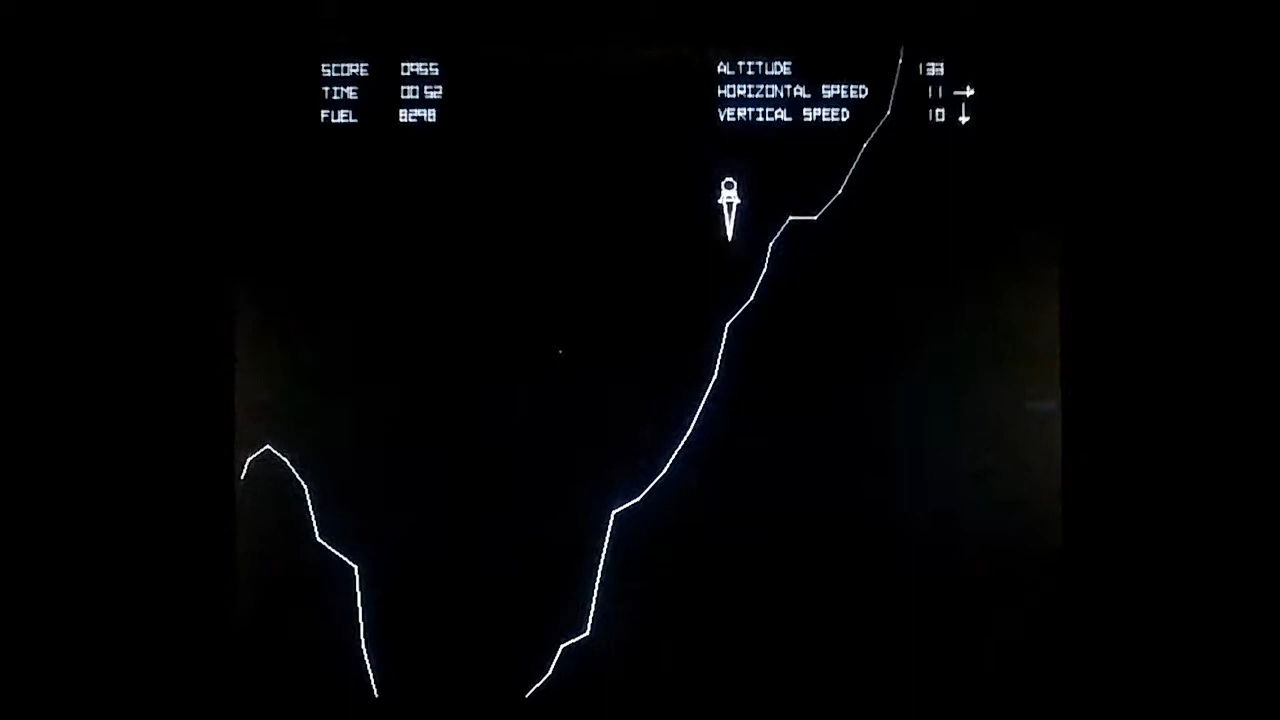 SCORE 0955
TIME 00 52
FUEL 8298
ALTITUDE 133
HORIZONTAL SPEED 11 →
VERTICAL SPEED 10 ↓